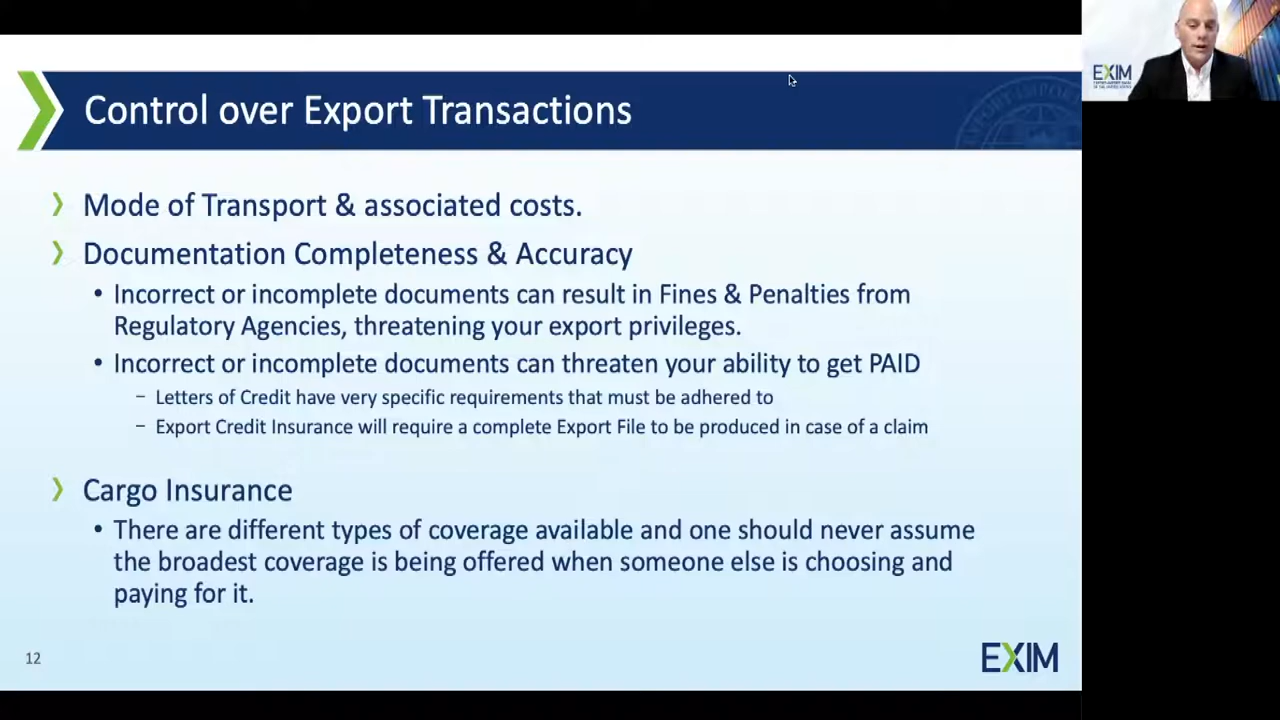 Control over Export Transactions
Mode of Transport & associated costs.
Documentation Completeness & Accuracy
• Incorrect or incomplete documents can result in Fines & Penalties from
Regulatory Agencies, threatening your export privileges.
• Incorrect or incomplete documents can threaten your ability to get PAID
– Letters of Credit have very specific requirements that must be adhered to
– Export Credit Insurance will require a complete Export File to be produced in case of a claim
Cargo Insurance
• There are different types of coverage available and one should never assume
the broadest coverage is being offered when someone else is choosing and
paying for it.
12
EXIM
EXIM